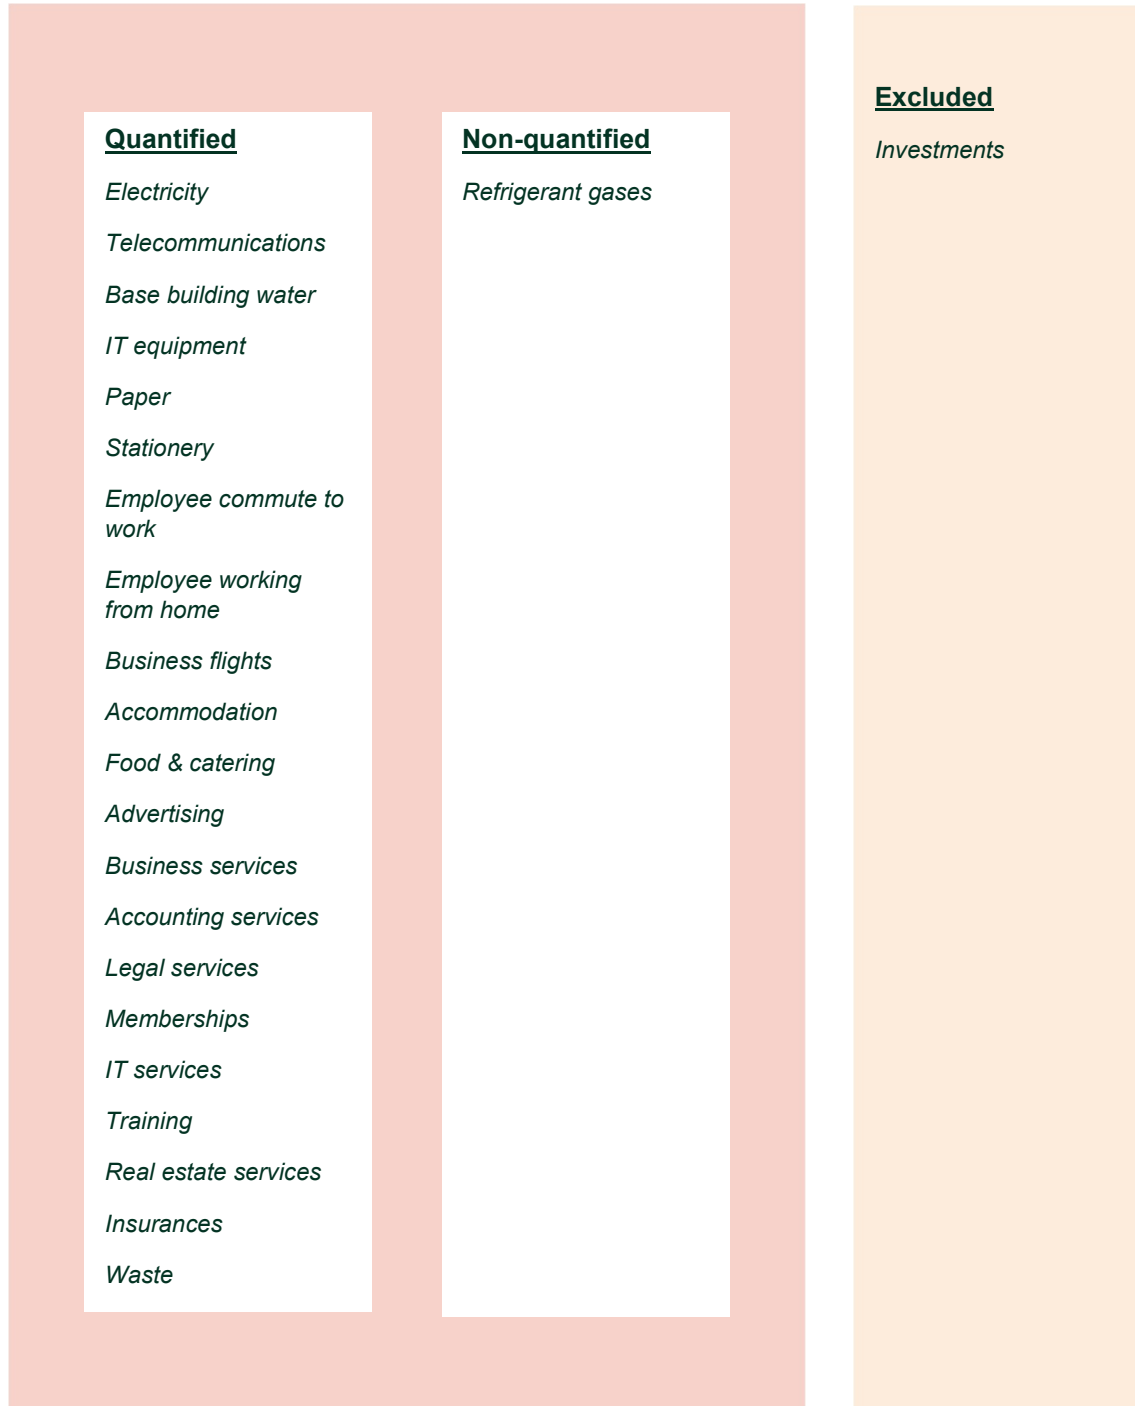 Quantified
Electricity
Telecommunications
Base building water
IT equipment
Paper
Stationery
Employee commute to
work
Employee working
from home
Business flights
Accommodation
Food & catering
Advertising
Business services
Accounting services
Legal services
Memberships
IT services
Training
Real estate services
Insurances
Waste
Non-quantified
Refrigerant gases
Excluded
Investments